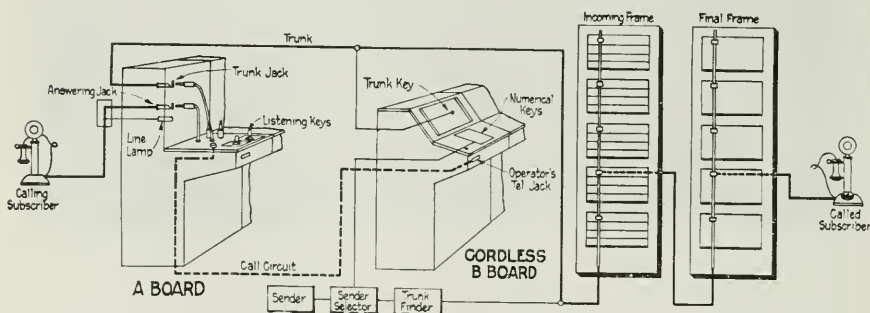 Incoming Frame
Final Frame
Trunk
Trunk Jack
Answering Jack
Trunk Key
Numerical
Keys
Listening Keys
Line
Lamp
Operator's
Tel. Jack
Calling
Subscriber
Called
Subscriber
Call Circuit
CORDLESS
B BOARD
A BOARD
Sender
Sender
Selector
Trunk
Finder